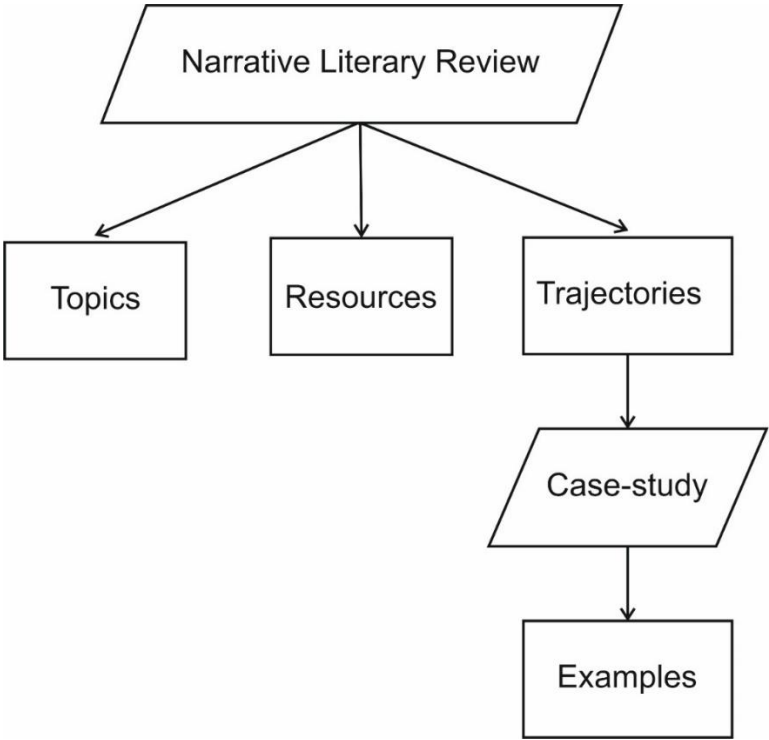 Narrative Literary Review
Topics
Resources
Trajectories
Case-study
Examples